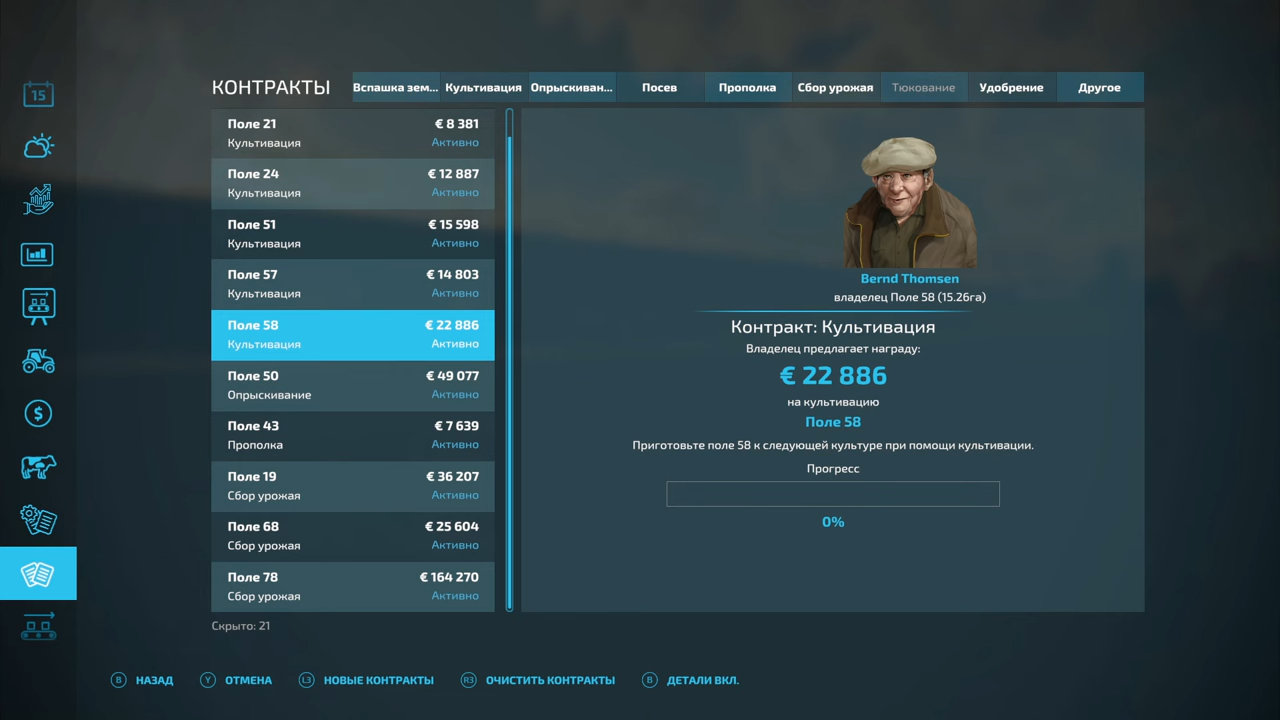 15
КОНТРАКТЫ
Вспашка зем... Культивация Опрыскиван... Посев Прополка Сбор урожая Тюкование Удобрение Другое
Поле 21 € 8 381
Культивация Активно
Поле 24 € 12 887
Культивация Активно
Поле 51 € 15 598
Культивация Активно
Поле 57 € 14 803
Культивация Активно
Поле 58 € 22 886
Культивация Активно
Поле 50 € 49 077
Опрыскивание Активно
Поле 43 € 7 639
Прополка Активно
Поле 19 € 36 207
Сбор урожая Активно
Поле 68 € 25 604
Сбор урожая Активно
Поле 78 € 164 270
Сбор урожая Активно
Скрыто: 21
Bernd Thomsen
владелец Поле 58 (15.26га)
Контракт: Культивация
Владелец предлагает награду:
€ 22 886
на культивацию
Поле 58
Приготовьте поле 58 к следующей культуре при помощи культивации.
Прогресс
0%
B НАЗАД Y ОТМЕНА L3 НОВЫЕ КОНТРАКТЫ R3 ОЧИСТИТЬ КОНТРАКТЫ B ДЕТАЛИ ВКЛ.